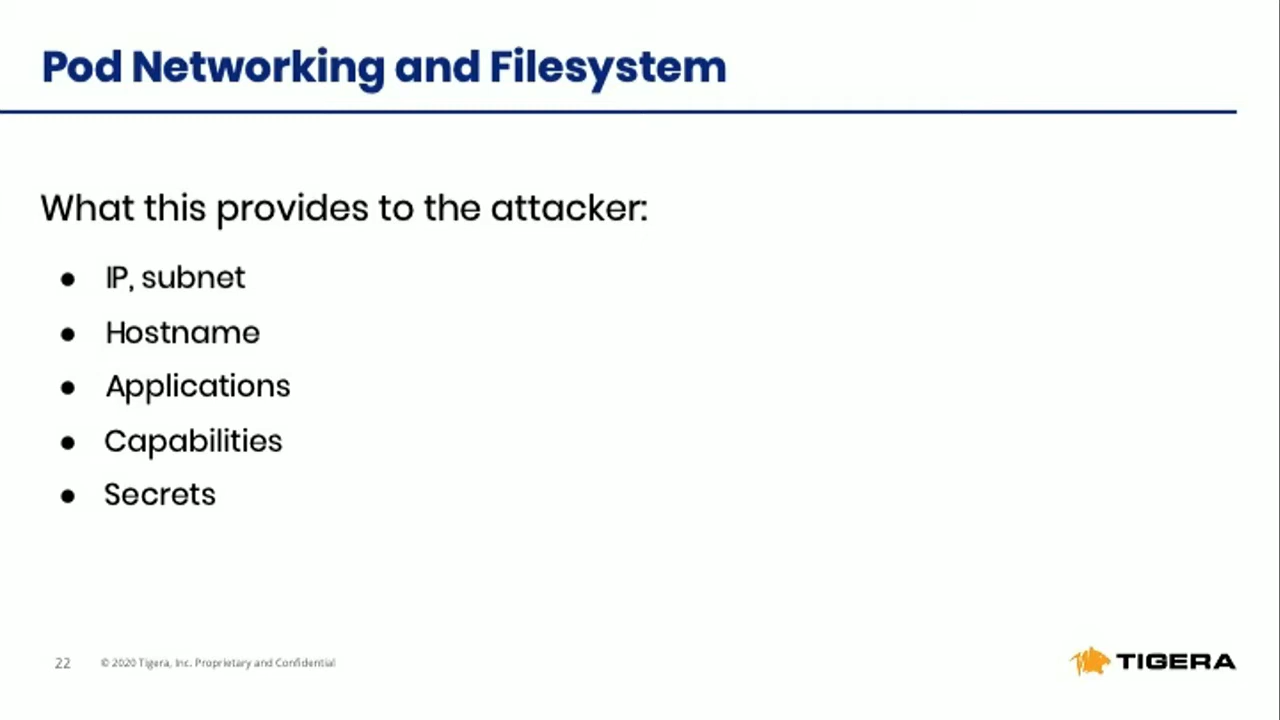 Pod Networking and Filesystem
What this provides to the attacker:
● IP, subnet
● Hostname
● Applications
● Capabilities
● Secrets
22 © 2020 Tigera, Inc. Proprietary and Confidential
TIGERA